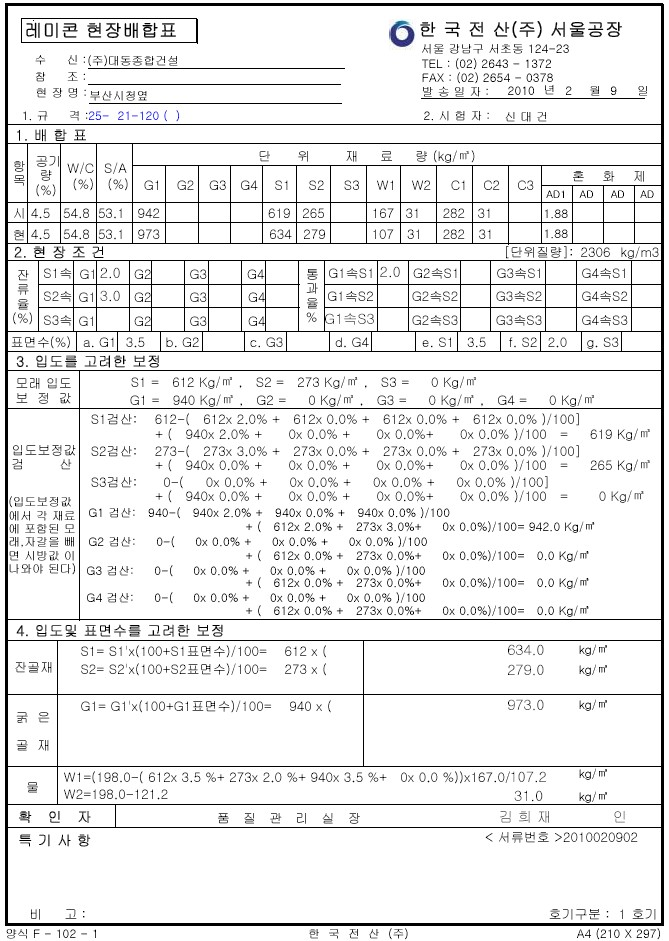 레미콘 현장배합표
한 국 전 산(주) 서울공장
서울 강남구 서초동 124-23
TEL : (02) 2643 - 1372
FAX : (02) 2654 - 0378
발 송 일 자 : 2010 년 2 월 9 일
수 신 : (주)대동종합건설
참 조 :
현 장 명 : 부산시청옆
1. 규 격 : 25- 21-120 ( )
2. 시 험 자 : 신 대 건
1. 배 합 표
항목 공기량(%) W/C (%) S/A (%) 단 위 재 료 량 (kg/㎥)
G1 G2 G3 G4 S1 S2 S3 W1 W2 C1 C2 C3 혼 화 제
AD1 AD AD AD
시 4.5 54.8 53.1 942 619 265 167 31 282 31 1.88
현 4.5 54.8 53.1 973 634 279 107 31 282 31 1.88
2. 현 장 조 건 [단위질량]: 2306 kg/m3
잔류율(%) S1속 G1 2.0 G2 G3 G4 통과율% G1속S1 2.0 G2속S1 G3속S1 G4속S1
S2속 G1 3.0 G2 G3 G4 G1속S2 G2속S2 G3속S2 G4속S2
S3속 G1 G2 G3 G4 G1속S3 G2속S3 G3속S3 G4속S3
표면수(%) a. G1 3.5 b. G2 c. G3 d. G4 e. S1 3.5 f. S2 2.0 g. S3
3. 입도를 고려한 보정
모래 입도 보 정 값
S1 = 612 Kg/㎥ , S2 = 273 Kg/㎥ , S3 = 0 Kg/㎥
G1 = 940 Kg/㎥, G2 = 0 Kg/㎥, G3 = 0 Kg/㎥, G4 = 0 Kg/㎥
입도보정값 검 산
(입도보정값
에서 각 재료
에 포함된 모
래.자갈을 빼
면 시방값 이
나와야 된다)
S1검산: 612-( 612x 2.0% + 612x 0.0% + 612x 0.0% + 612x 0.0% )/100]
+ ( 940x 2.0% + 0x 0.0% + 0x 0.0%+ 0x 0.0% )/100 = 619 Kg/㎥
S2검산: 273-( 273x 3.0% + 273x 0.0% + 273x 0.0% + 273x 0.0% )/100]
+ ( 940x 0.0% + 0x 0.0% + 0x 0.0%+ 0x 0.0% )/100 = 265 Kg/㎥
S3검산: 0-( 0x 0.0% + 0x 0.0% + 0x 0.0% + 0x 0.0% )/100]
+ ( 940x 0.0% + 0x 0.0% + 0x 0.0%+ 0x 0.0% )/100 = 0 Kg/㎥
G1 검산: 940-( 940x 2.0% + 940x 0.0% + 940x 0.0% )/100
+ ( 612x 2.0% + 273x 3.0%+ 0x 0.0%)/100= 942.0 Kg/㎥
G2 검산: 0-( 0x 0.0% + 0x 0.0% + 0x 0.0% )/100
+ ( 612x 0.0% + 273x 0.0%+ 0x 0.0%)/100= 0.0 Kg/㎥
G3 검산: 0-( 0x 0.0% + 0x 0.0% + 0x 0.0% )/100
+ ( 612x 0.0% + 273x 0.0%+ 0x 0.0%)/100= 0.0 Kg/㎥
G4 검산: 0-( 0x 0.0% + 0x 0.0% + 0x 0.0% )/100
+ ( 612x 0.0% + 273x 0.0%+ 0x 0.0%)/100= 0.0 Kg/㎥
4. 입도및 표면수를 고려한 보정
잔골재
S1= S1'x(100+S1표면수)/100= 612 x ( 634.0 kg/㎥
S2= S2'x(100+S2표면수)/100= 273 x ( 279.0 kg/㎥
굵 은 골 재
G1= G1'x(100+G1표면수)/100= 940 x ( 973.0 kg/㎥
물
W1=(198.0-( 612x 3.5 %+ 273x 2.0 %+ 940x 3.5 %+ 0x 0.0 %))x167.0/107.2 kg/㎥
W2=198.0-121.2 31.0 kg/㎥
확 인 자 품 질 관 리 실 장 김 희 재 인
특 기 사 항 < 서류번호 >2010020902
비 고 : 호기구분 : 1 호기
양식 F - 102 - 1 한 국 전 산 (주) A4 (210 X 297)